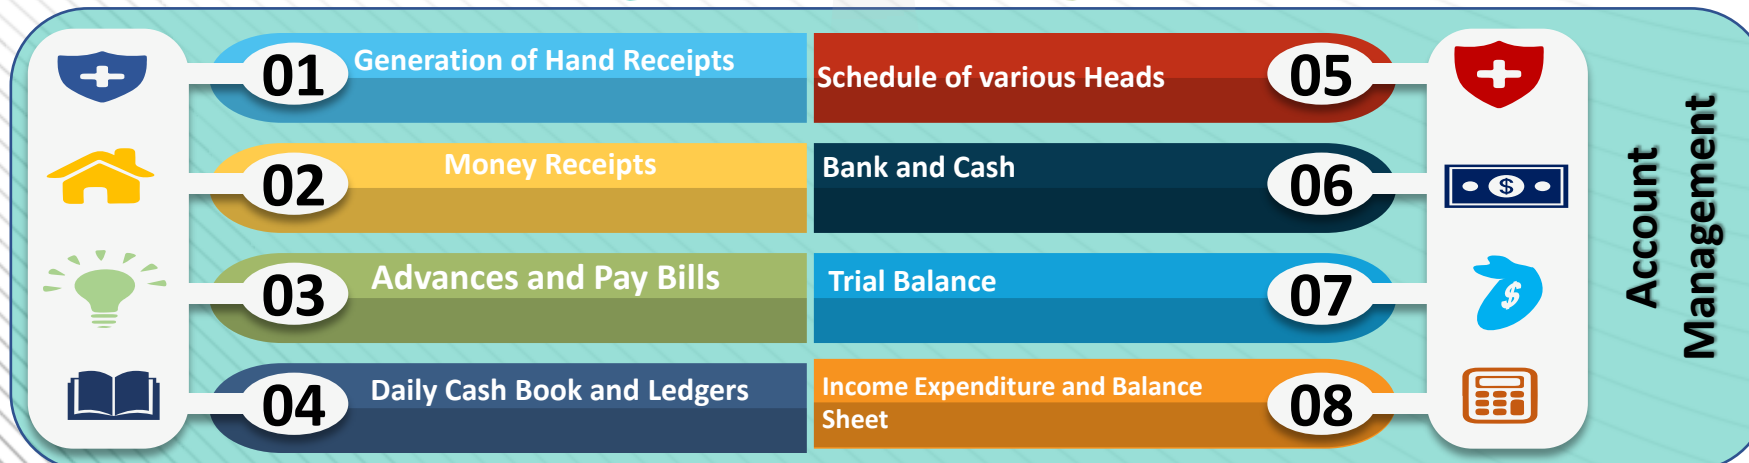 01
Generation of Hand Receipts
02
Money Receipts
03
Advances and Pay Bills
04
Daily Cash Book and Ledgers
Schedule of various Heads
05
Bank and Cash
06
$
Trial Balance
07
$
Income Expenditure and Balance
Sheet
08
Account
Management